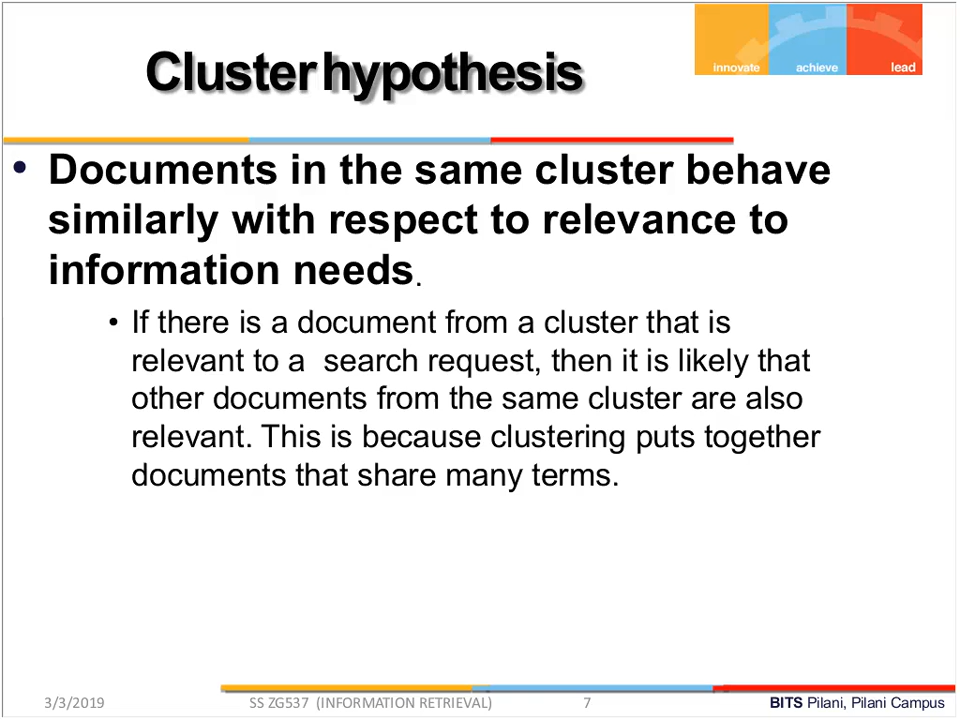 Cluster hypothesis
innovate achieve lead
• Documents in the same cluster behave
similarly with respect to relevance to
information needs.
• If there is a document from a cluster that is
relevant to a  search request, then it is likely that
other documents from the same cluster are also
relevant. This is because clustering puts together
documents that share many terms.
3/3/2019 SS ZG537 (INFORMATION RETRIEVAL) 7 BITS Pilani, Pilani Campus